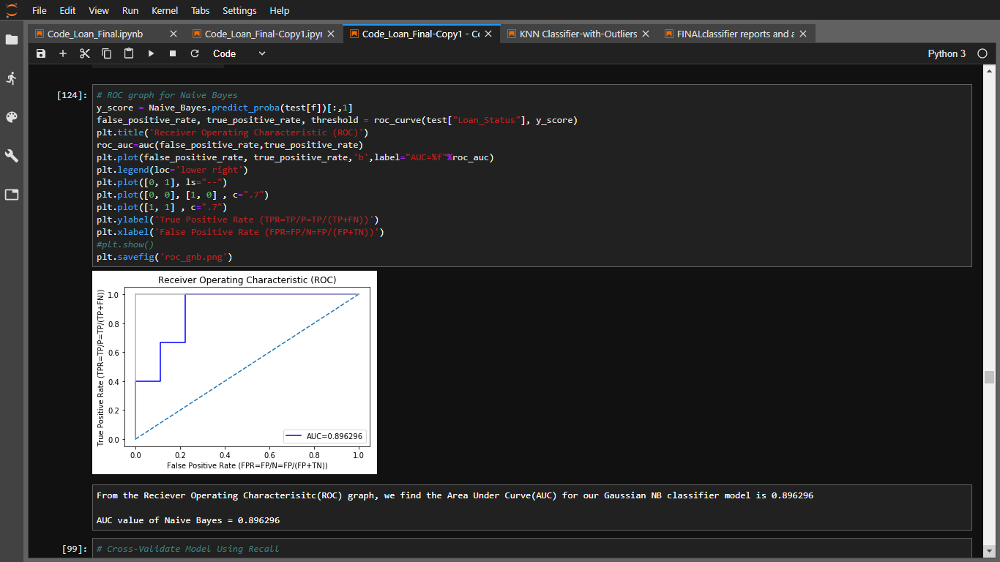 File Edit View Run Kernel Tabs Settings Help
Code_Loan_Final.ipynb
Code_Loan_Final-Copy1.ipyı
Code_Loan_Final-Copy1 - Co
KNN Classifier-with-Outliers
FINALclassifier reports and a
Code
Python 3
[124]:
# ROC graph for Naive Bayes
y_score = Naive_Bayes.predict_proba(test[f])[:,1]
false_positive_rate, true_positive_rate, threshold = roc_curve(test["Loan_Status"], y_score)
plt.title('Receiver Operating Characteristic (ROC)')
roc_auc=auc(false_positive_rate,true_positive_rate)
plt.plot(false_positive_rate, true_positive_rate,'b',label="AUC=%f"%roc_auc)
plt.legend(loc='lower right')
plt.plot([0, 1], ls="--")
plt.plot([0, 0], [1, 0] , c=".7")
plt.plot([1, 1] , c=".7")
plt.ylabel('True Positive Rate (TPR=TP/P=TP/(TP+FN))')
plt.xlabel('False Positive Rate (FPR=FP/N=FP/(FP+TN))')
#plt.show()
plt.savefig('roc_gnb.png')
Receiver Operating Characteristic (ROC)
True Positive Rate (TPR=TP/P=TP/(TP+FN))
1.0
0.8
0.6
0.4
0.2
0.0
AUC=0.896296
0.0 0.2 0.4 0.6 0.8 1.0
False Positive Rate (FPR=FP/N=FP/(FP+TN))
From the Reciever Operating Characterisitc(ROC) graph, we find the Area Under Curve(AUC) for our Gaussian NB classifier model is 0.896296
AUC value of Naive Bayes = 0.896296
[99]:
# Cross-Validate Model Using Recall